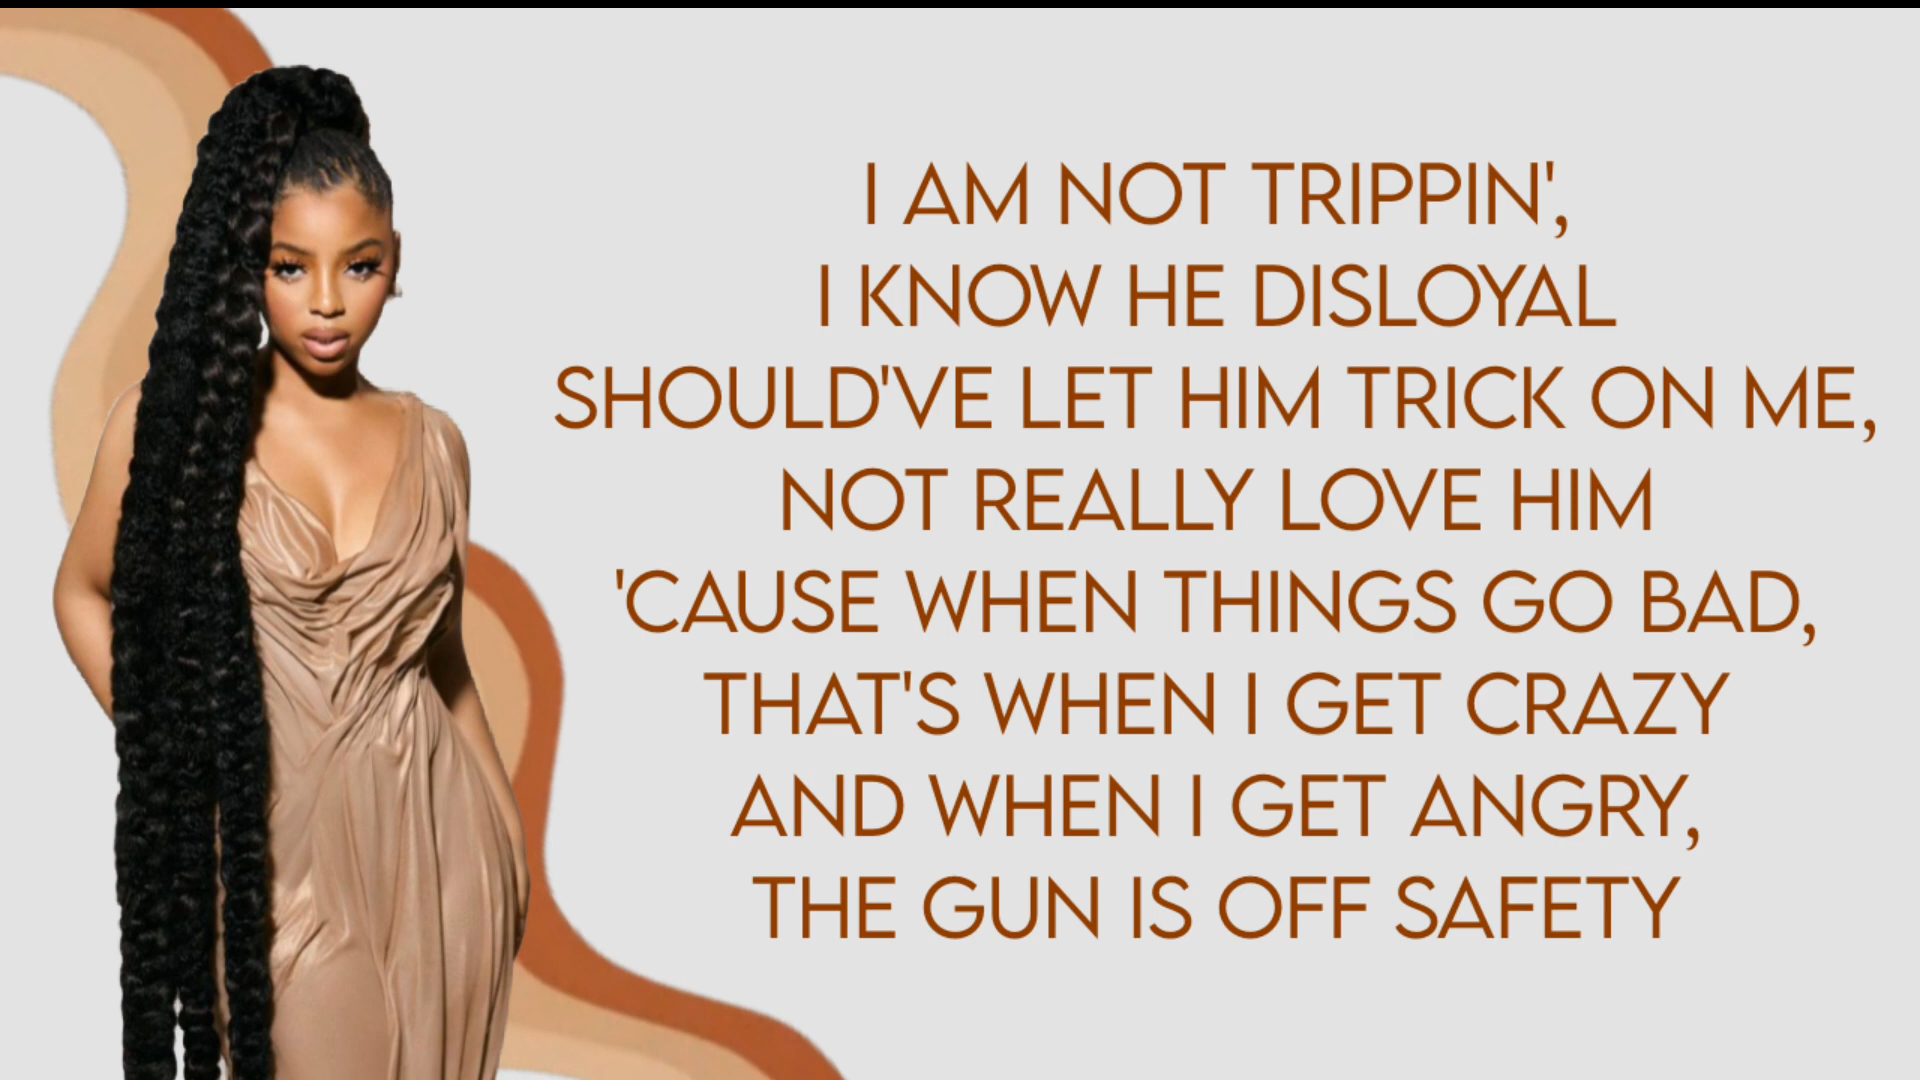 I AM NOT TRIPPIN',
I KNOW HE DISLOYAL
SHOULD'VE LET HIM TRICK ON ME,
NOT REALLY LOVE HIM
'CAUSE WHEN THINGS GO BAD,
THAT'S WHEN I GET CRAZY
AND WHEN I GET ANGRY,
THE GUN IS OFF SAFETY